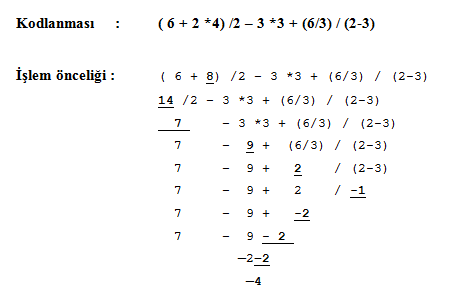 Kodlanması : ( 6 + 2 *4) /2 – 3 *3 + (6/3) / (2-3)
İşlem önceliği : ( 6 + 8) /2 – 3 *3 + (6/3) / (2-3)
14 /2 – 3 *3 + (6/3) / (2-3)
7 – 3 *3 + (6/3) / (2-3)
7 – 9 + (6/3) / (2-3)
7 – 9 + 2 / (2-3)
7 – 9 + 2 / -1
7 – 9 + -2
7 – 9 - 2
–2-2
–4